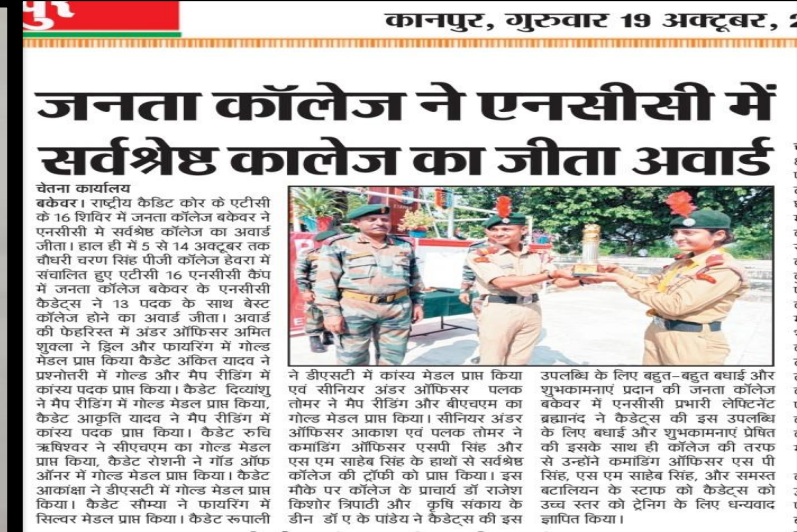 पुर
कानपुर, गुरुवार 19 अक्टूबर,
जनता कॉलेज ने एनसीसी में
सर्वश्रेष्ठ कालेज का जीता अवार्ड
चेतना कार्यालय
बकेवर। राष्ट्रीय कैडिट कोर के एटीसी
के 16 शिविर में जनता कॉलेज बकेवर ने
एनसीसी मे सर्वश्रेष्ठ कॉलेज का अवार्ड
जीता। हाल ही में 5 से 14 अक्टूबर तक
चौधरी चरण सिंह पीजी कॉलेज हेवरा में
संचालित हुए एटीसी 16 एनसीसी कैंप
में जनता कॉलेज बकेवर के एनसीसी
कैडेट्स ने 13 पदक के साथ बेस्ट
कॉलेज होने का अवार्ड जीता। अवार्ड
की फेहरिस्त में अंडर ऑफिसर अमित
शुक्ला ने ड्रिल और फायरिंग में गोल्ड
मेडल प्राप्त किया कैडेट अंकित यादव ने
प्रश्नोत्तरी में गोल्ड और मैप रीडिंग में
कांस्य पदक प्राप्त किया। कैडेट दिव्यांशु
ने मैप रीडिंग में गोल्ड मेडल प्राप्त किया,
कैडेट आकृति यादव ने मैप रीडिंग में
कांस्य पदक प्राप्त किया। कैडेट रुचि
ऋषिश्वर ने सीएचएम का गोल्ड मेडल
प्राप्त किया, कैडेट रोशनी ने गॉड ऑफ
ऑनर में गोल्ड मेडल प्राप्त किया। कैडेट
आकांक्षा ने डीएसटी में गोल्ड मेडल प्राप्त
किया। कैडेट सौम्या ने फायरिंग में
सिल्वर मेडल प्राप्त किया। कैडेट रूपाली
ने डीएसटी में कांस्य मेडल प्राप्त किया
एवं सीनियर अंडर ऑफिसर पलक
तोमर ने मैप रीडिंग और बीएचएम का
गोल्ड मेडल प्राप्त किया। सीनियर अंडर
ऑफिसर आकाश एवं पलक तोमर ने
कमांडिंग ऑफिसर एसपी सिंह और
एस एम साहेब सिंह के हाथों से सर्वश्रेष्ठ
कॉलेज की ट्रॉफी को प्राप्त किया। इस
मौके पर कॉलेज के प्राचार्य डॉ राजेश
किशोर त्रिपाठी और कृषि संकाय के
डीन डॉ ए के पांडेय ने कैडेट्स की इस
उपलब्धि के लिए बहुत-बहुत बधाई और
शुभकामनाएं प्रदान की जनता कॉलेज
बकेवर में एनसीसी प्रभारी लेफ्टिनेंट
ब्रह्मानंद ने कैडेट्स की इस उपलब्धि
के लिए बधाई और शुभकामनाएं प्रेषित
की इसके साथ ही कॉलेज की तरफ
से उन्होंने कमांडिंग ऑफिसर एस पी
सिंह, एस एम साहेब सिंह, और समस्त
बटालियन के स्टाफ को कैडेट्स को
उच्च स्तर को ट्रेनिग के लिए धन्यवाद
ज्ञापित किया।